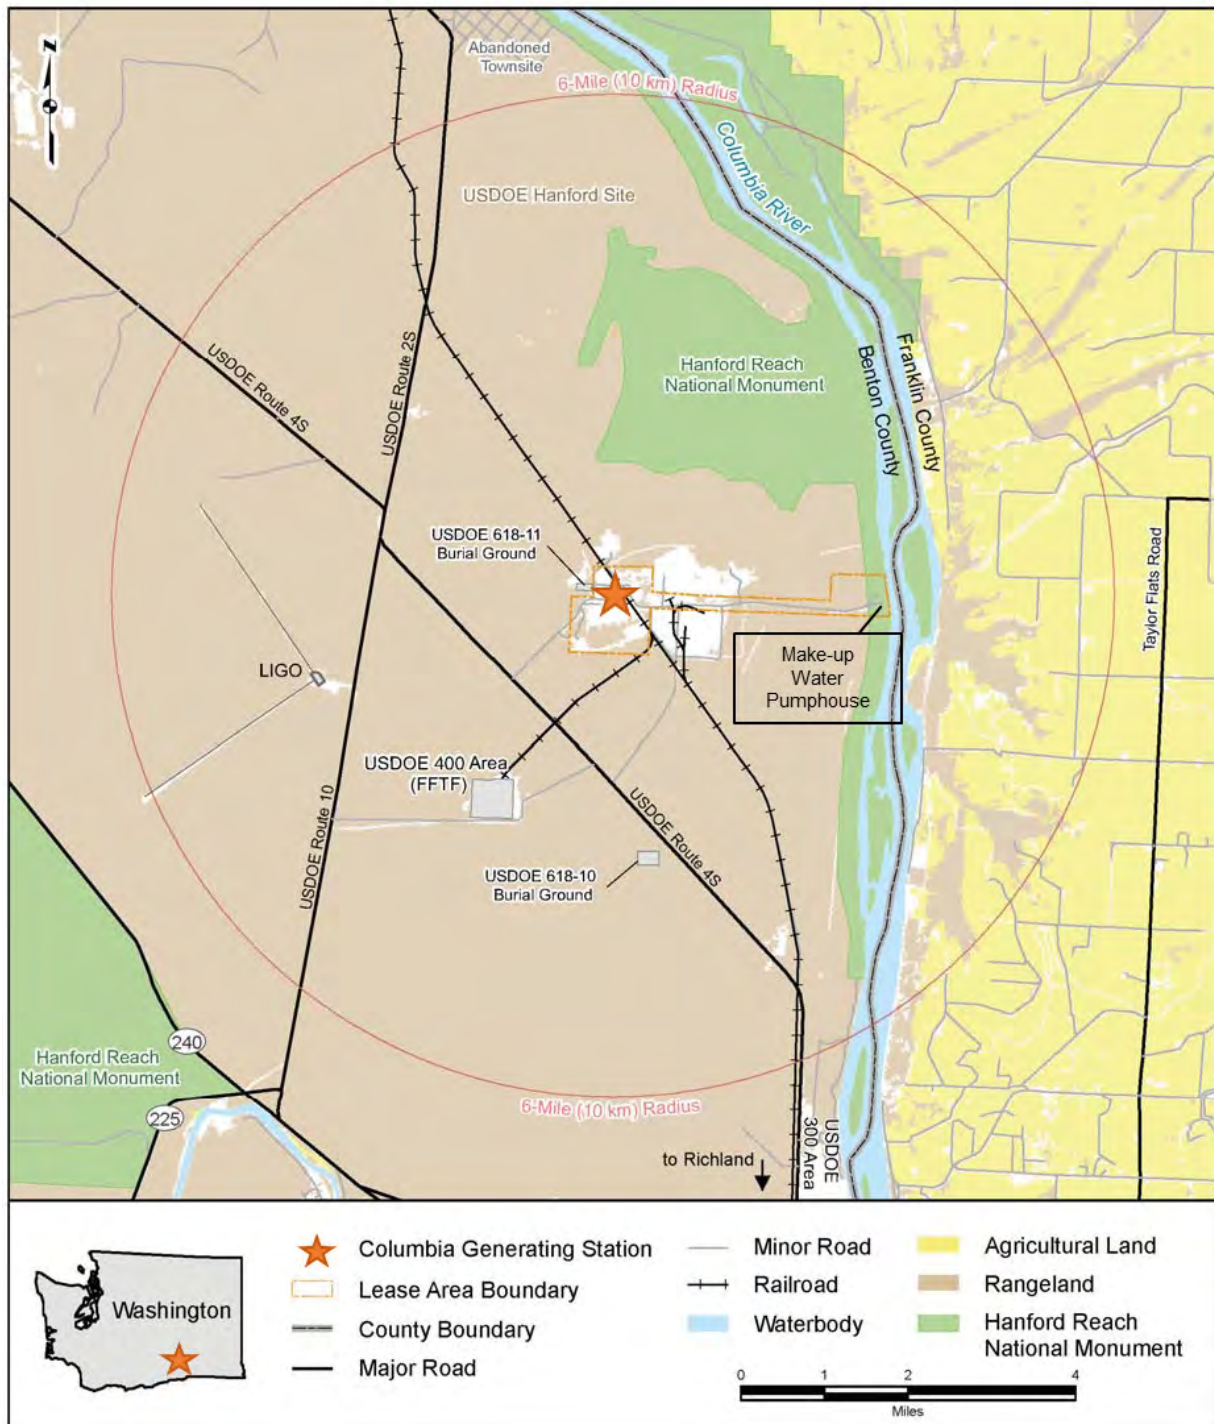 N
Abandoned
Townsite
6-Mile (10 km) Radius
Columbia River
USDOE Hanford Site
USDOE Route 4S
USDOE Route 2S
Hanford Reach
National Monument
Franklin County
Benton County
USDOE 618-11
Burial Ground
Taylor Flats Road
Make-up
Water
Pumphouse
LIGO
USDOE 400 Area
(FFTF)
USDOE Route 10
USDOE Route 4S
USDOE 618-10
Burial Ground
240
Hanford Reach
National Monument
225
6-Mile (10 km) Radius
to Richland
USDOE
300 Area
Washington
Columbia Generating Station
Lease Area Boundary
County Boundary
Major Road
Minor Road
Railroad
Waterbody
Agricultural Land
Rangeland
Hanford Reach
National Monument
0 1 2 4
Miles